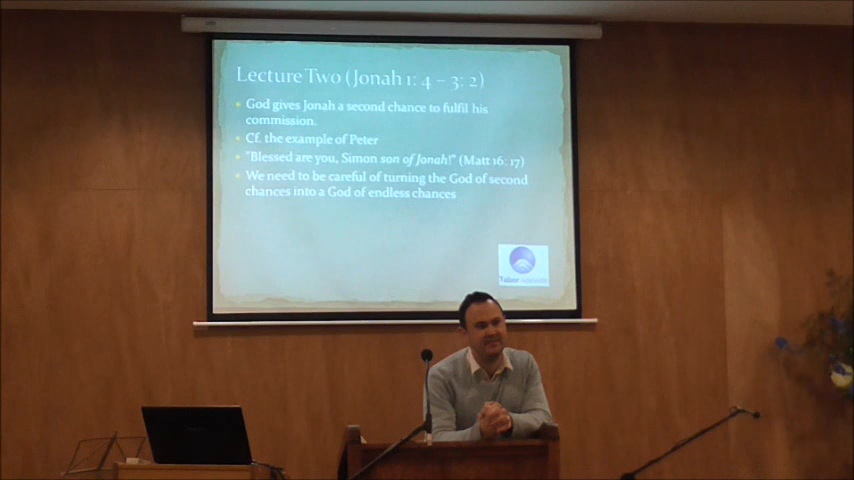 Lecture Two (Jonah 1: 4 – 3: 2)
God gives Jonah a second chance to fulfil his
commission.
Cf. the example of Peter
"Blessed are you, Simon son of Jonah!" (Matt 16: 17)
We need to be careful of turning the God of second
chances into a God of endless chances
Tabor